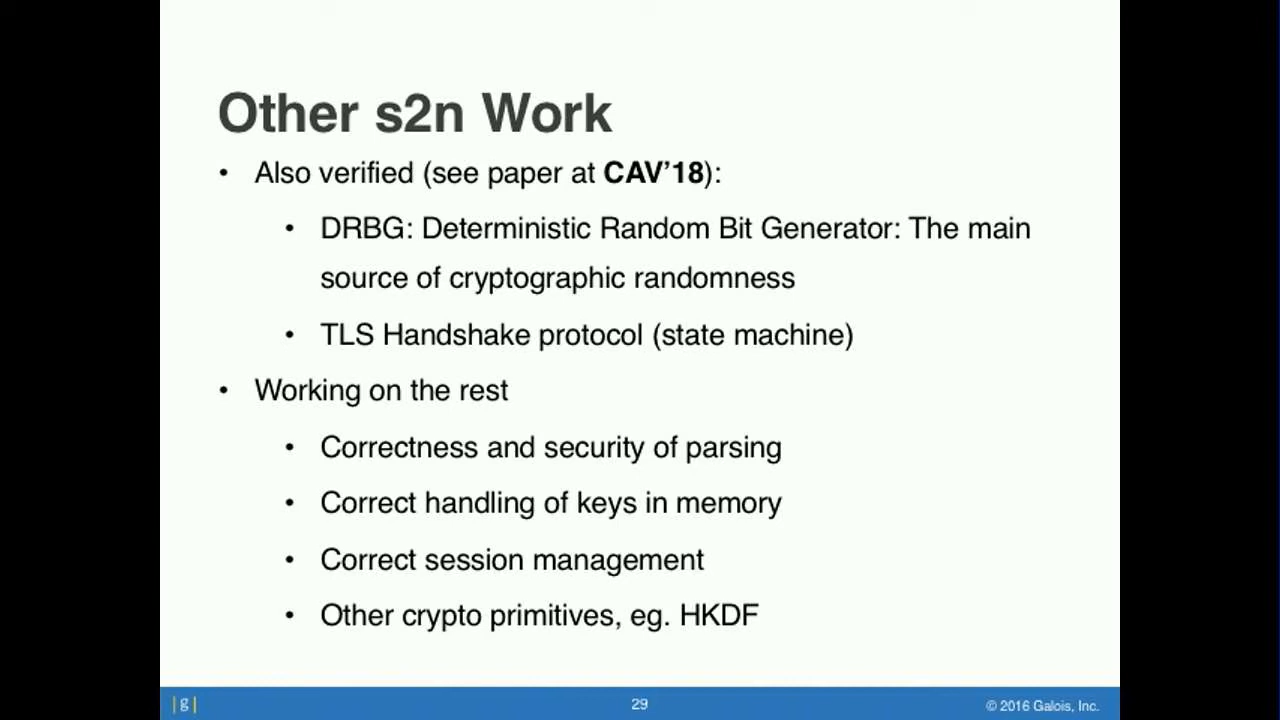 Other s2n Work
• Also verified (see paper at CAV’18):
• DRBG: Deterministic Random Bit Generator: The main
source of cryptographic randomness
• TLS Handshake protocol (state machine)
• Working on the rest
• Correctness and security of parsing
• Correct handling of keys in memory
• Correct session management
• Other crypto primitives, eg. HKDF
|g|
29
© 2016 Galois, Inc.